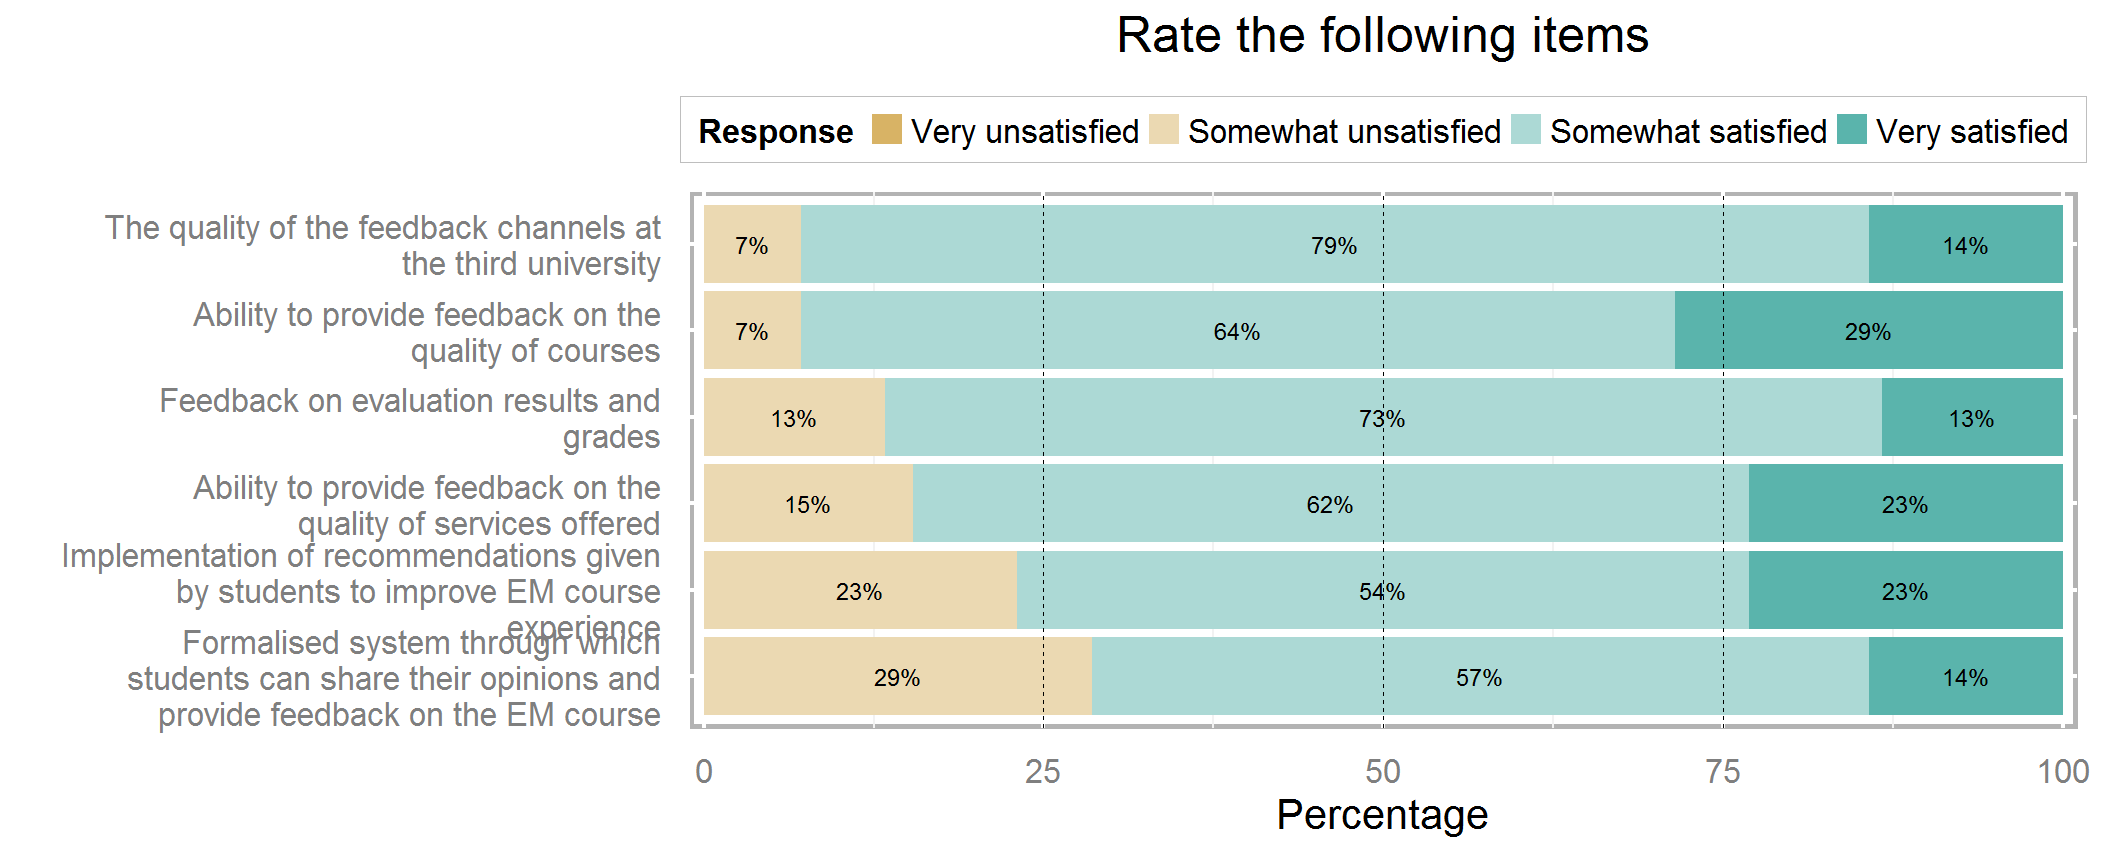 Rate the following items
Response Very unsatisfied Somewhat unsatisfied Somewhat satisfied Very satisfied
The quality of the feedback channels at
the third university
7% 79% 14%
Ability to provide feedback on the
quality of courses
7% 64% 29%
Feedback on evaluation results and
grades
13% 73% 13%
Ability to provide feedback on the
quality of services offered
15% 62% 23%
Implementation of recommendations given
by students to improve EM course
experience
23% 54% 23%
Formalised system through which
students can share their opinions and
provide feedback on the EM course
29% 57% 14%
0 25 50 75 100
Percentage